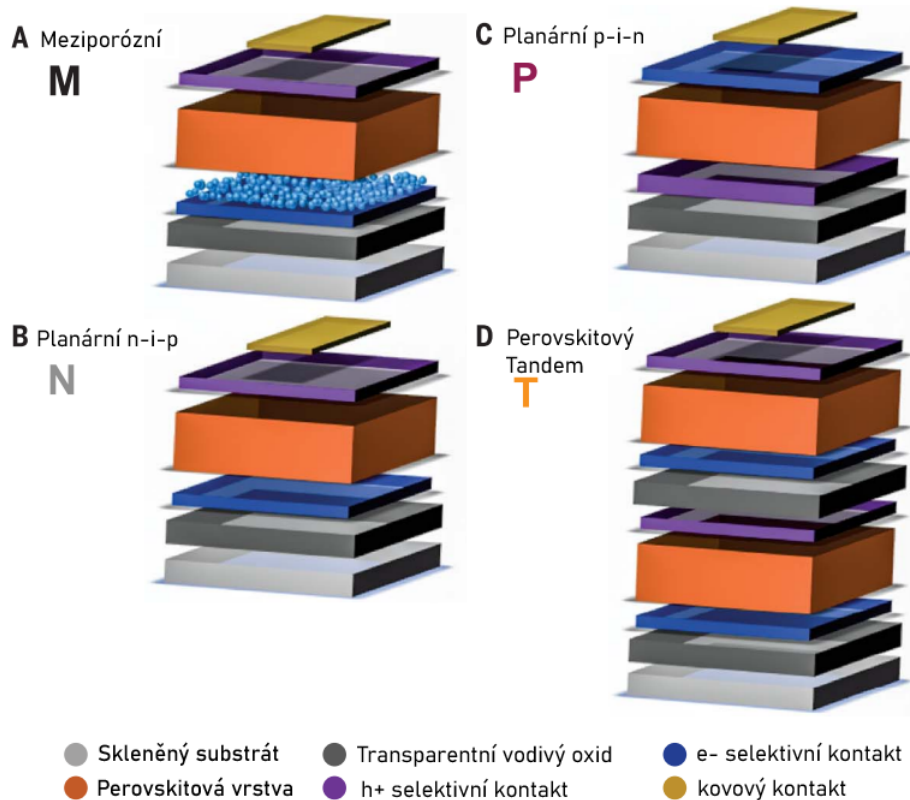 A Meziporózní
M
C Planární p-i-n
P
B Planární n-i-p
N
D Perovskitový
Tandem
T
Skleněný substrát
Transparentní vodivý oxid
e- selektivní kontakt
Perovskitová vrstva
h+ selektivní kontakt
kovový kontakt